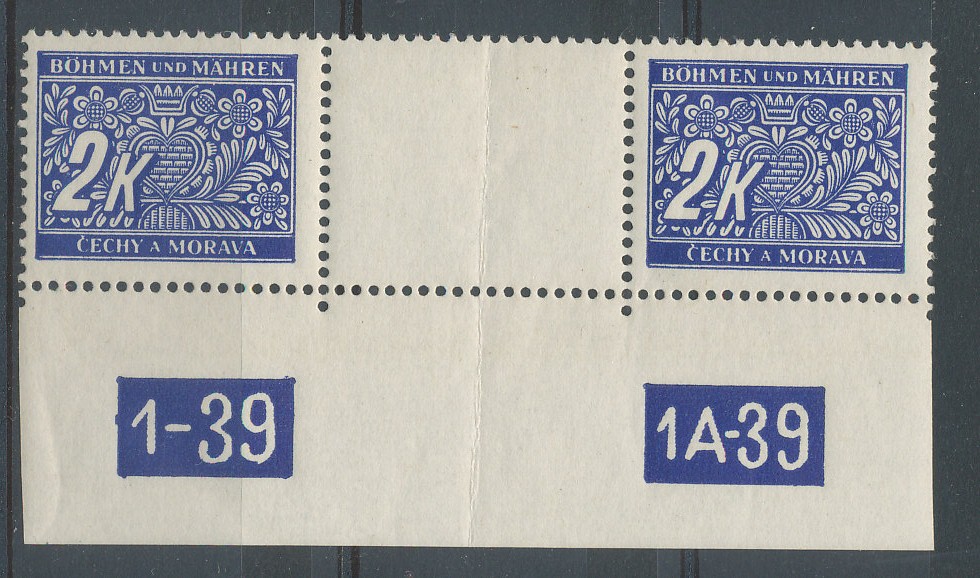 BÖHMEN UND MÄHREN
2K
ČECHY A MORAVA
BÖHMEN UND MÄHREN
2K
ČECHY A MORAVA
1-39
1A-39